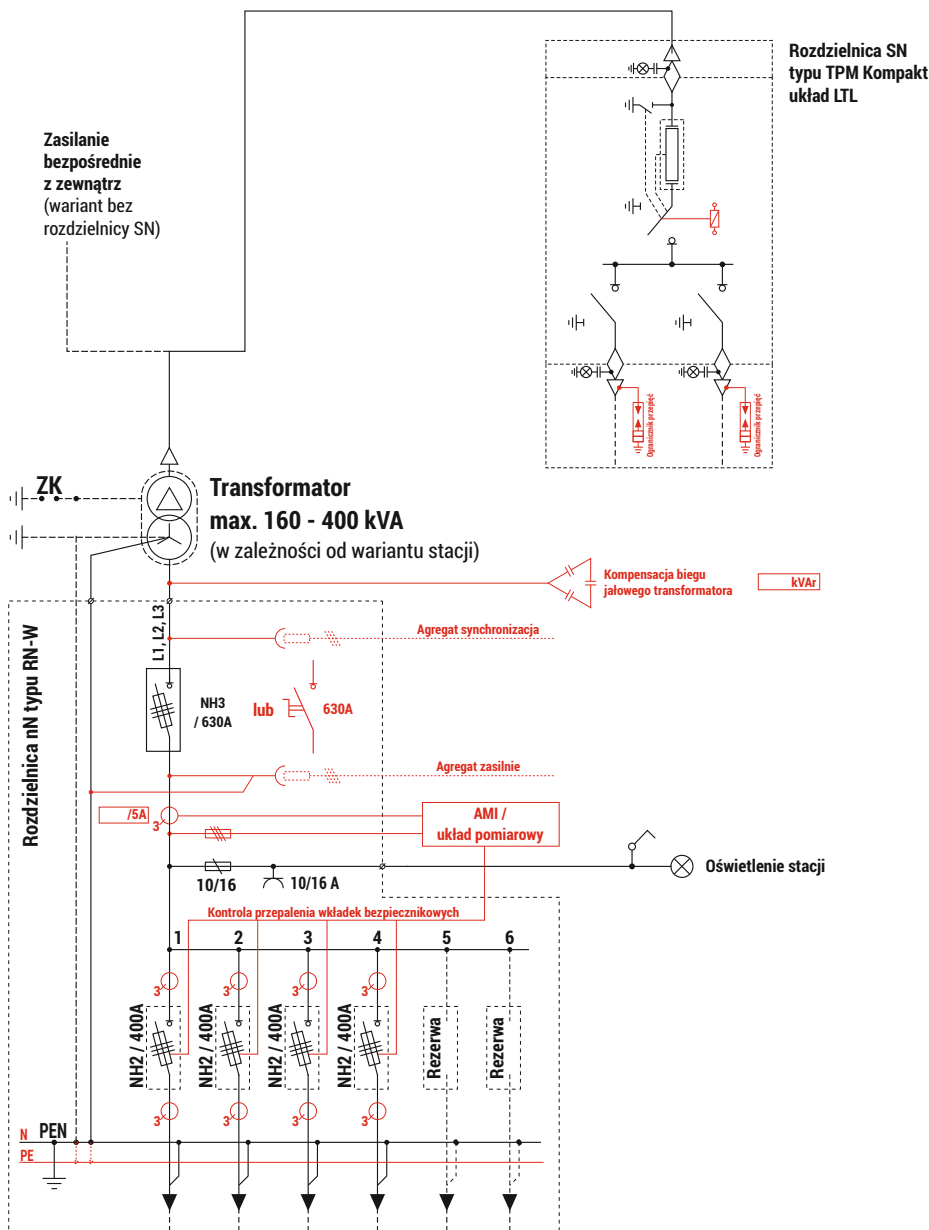 Rozdzielnica SN
typu TPM Kompakt
układ LTL
Zasilanie
bezpośrednie
z zewnątrz
(wariant bez
rozdzielnicy SN)
Ogranicznik przepięć
Ogranicznik przepięć
ZK
Transformator
max. 160 - 400 kVA
(w zależności od wariantu stacji)
Kompensacja biegu
jałowego transformatora
kVAr
Rozdzielnica nN typu RN-W
L1, L2, L3
Agregat synchronizacja
NH3
/ 630A
lub
630A
Agregat zasilnie
/5A
3
AMI /
układ pomiarowy
10/16
10/16 A
Oświetlenie stacji
Kontrola przepalenia wkładek bezpiecznikowych
1
2
3
4
5
6
3
3
3
3
NH2 / 400A
NH2 / 400A
NH2 / 400A
NH2 / 400A
Rezerwa
Rezerwa
3
3
3
3
N
PEN
PE